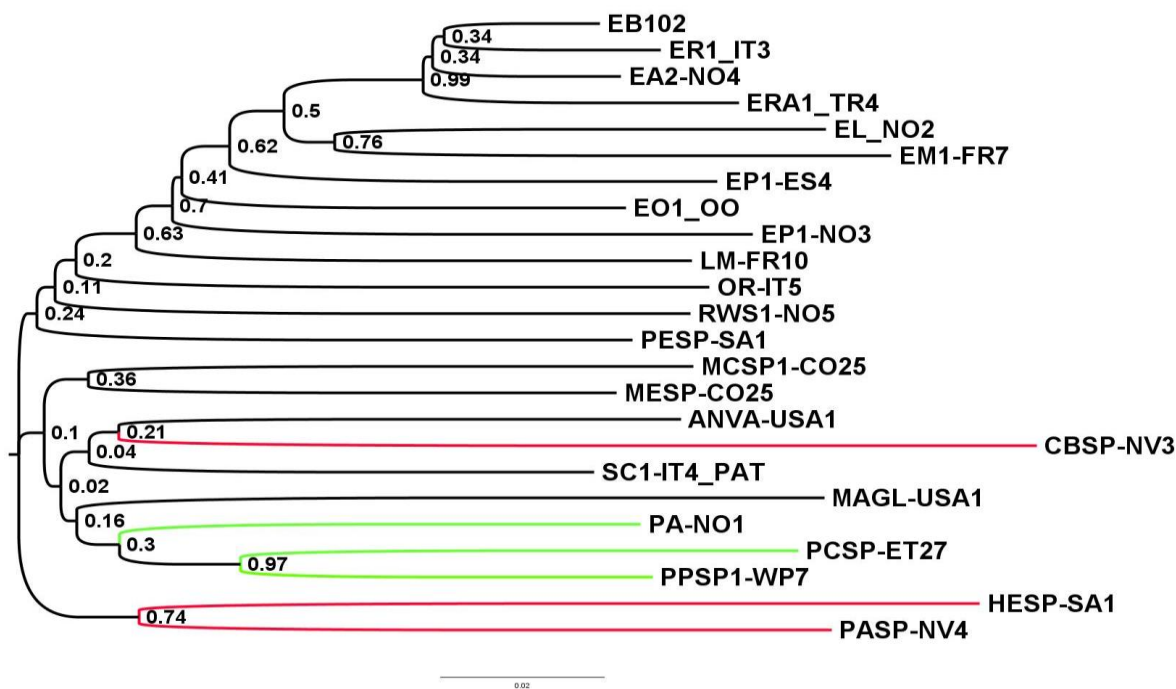 EB102
0.34
ER1_IT3
0.34
EA2-NO4
0.99
ERA1_TR4
0.5
EL_NO2
0.76
0.62
EM1-FR7
0.41
EP1-ES4
0.7
EO1_OO
0.63
EP1-NO3
0.2
LM-FR10
0.11
OR-IT5
0.24
RWS1-NO5
PESP-SA1
MCSP1-CO25
0.36
MESP-CO25
ANVA-USA1
0.1
0.21
CBSP-NV3
0.04
SC1-IT4_PAT
0.02
MAGL-USA1
0.16
PA-NO1
0.3
PCSP-ET27
0.97
PPSP1-WP7
HESP-SA1
0.74
PASP-NV4
0.02